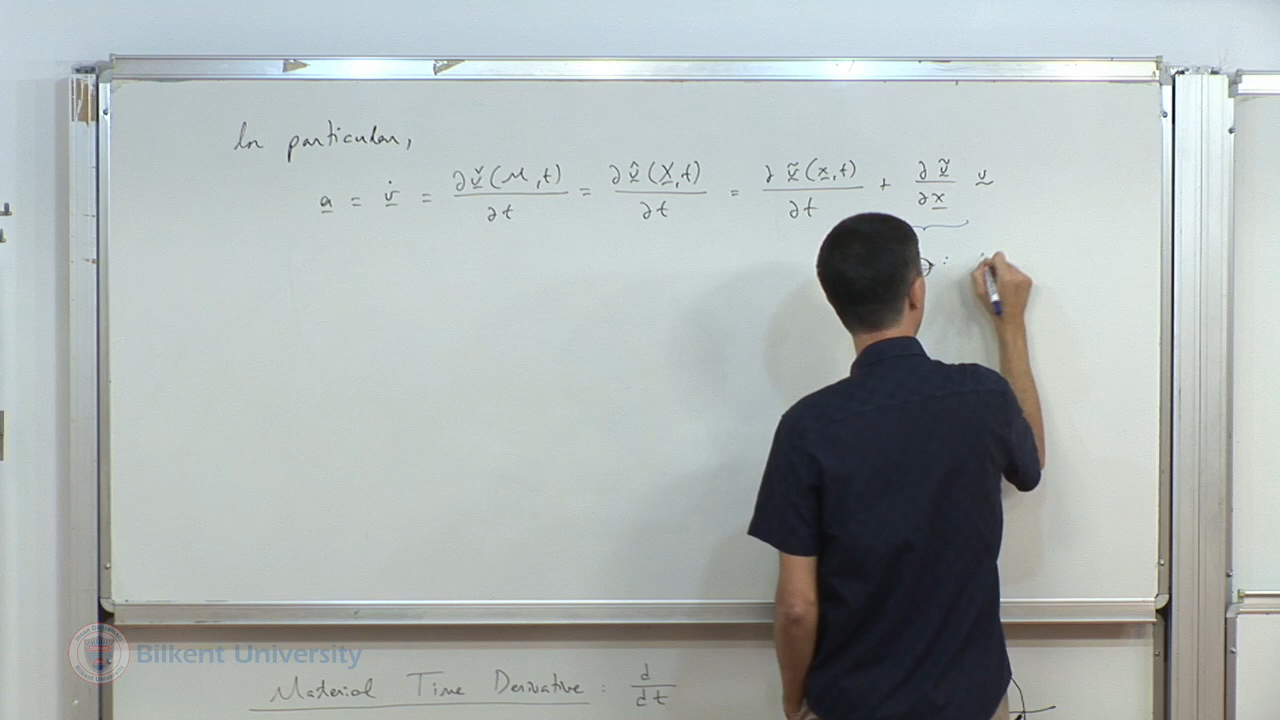 In particular,
a = v̇ = ∂v̌(M,t)/∂t = ∂v̂(X,t)/∂t = ∂ṽ(x,t)/∂t + ∂ṽ/∂x v
:
Material Time Derivative : d/dt
Bilkent University